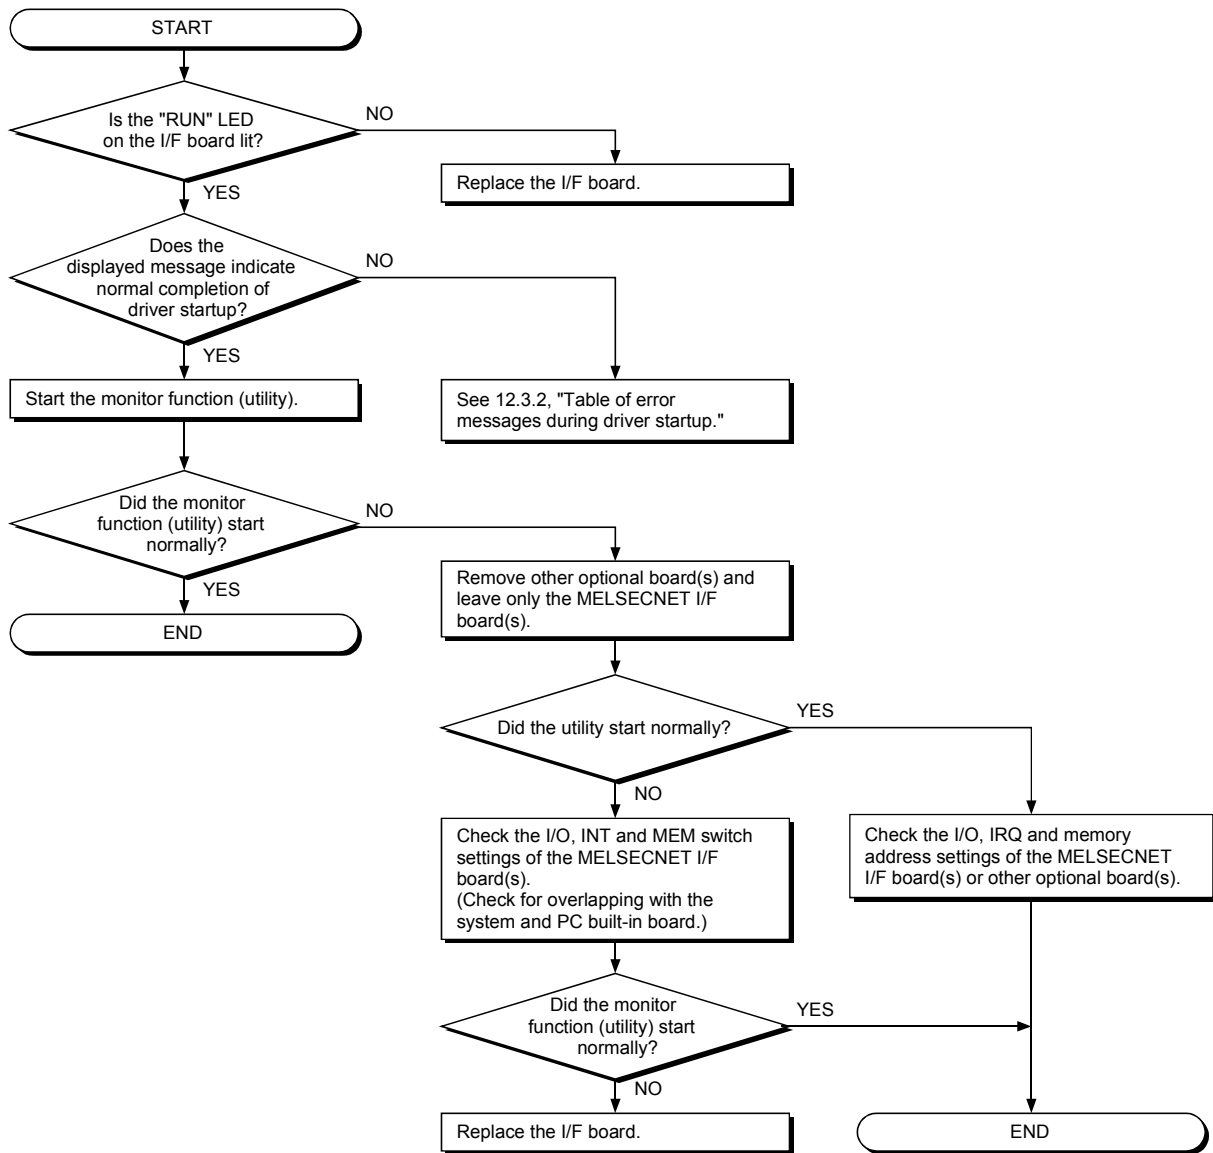 START
Is the "RUN" LED
on the I/F board lit?
NO
Replace the I/F board.
YES
Does the
displayed message indicate
normal completion of
driver startup?
NO
YES
Start the monitor function (utility).
See 12.3.2, "Table of error
messages during driver startup."
Did the monitor
function (utility) start
normally?
NO
YES
END
Remove other optional board(s) and
leave only the MELSECNET I/F
board(s).
Did the utility start normally?
YES
NO
Check the I/O, INT and MEM switch
settings of the MELSECNET I/F
board(s).
(Check for overlapping with the
system and PC built-in board.)
Check the I/O, IRQ and memory
address settings of the MELSECNET
I/F board(s) or other optional board(s).
Did the monitor
function (utility) start
normally?
YES
NO
Replace the I/F board.
END